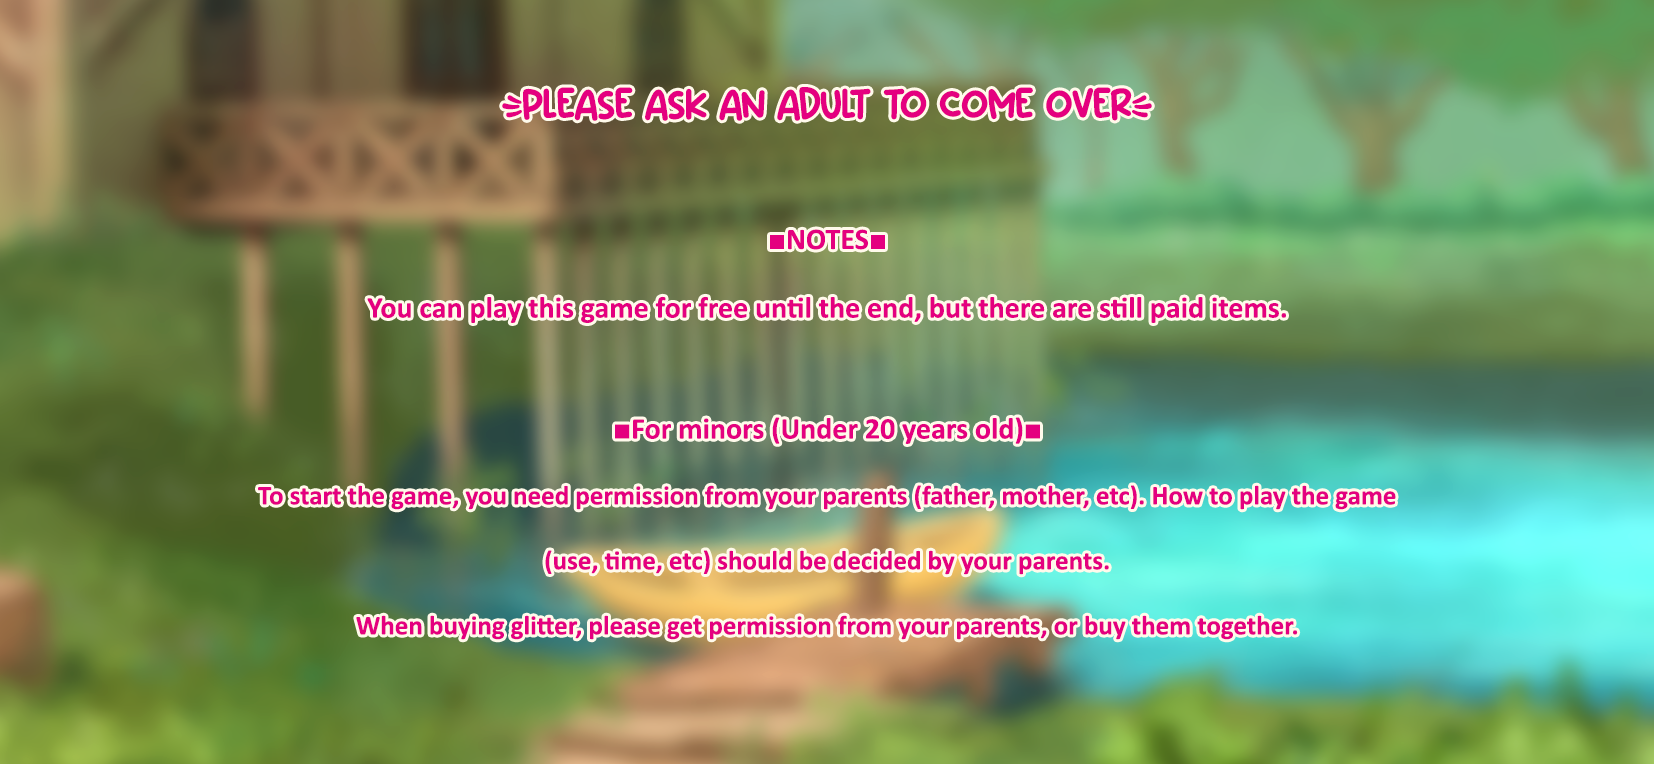 PLEASE ASK AN ADULT TO COME OVER
■NOTES■
You can play this game for free until the end, but there are still paid items.
■For minors (Under 20 years old)■
To start the game, you need permission from your parents (father, mother, etc). How to play the game
(use, time, etc) should be decided by your parents.
When buying glitter, please get permission from your parents, or buy them together.